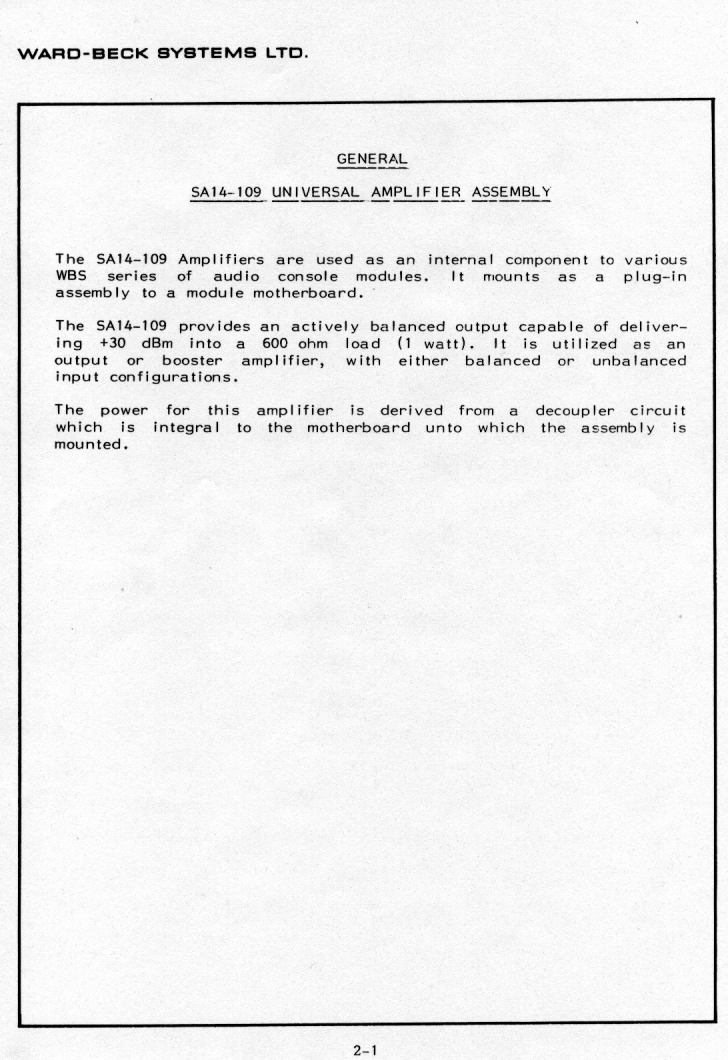 WARD-BECK SYSTEMS LTD.
GENERAL
SA14-109 UNIVERSAL AMPLIFIER ASSEMBLY
The SA14-109 Amplifiers are used as an internal component to various
WBS series of audio console modules. It mounts as a plug-in
assembly to a module motherboard.
The SA14-109 provides an actively balanced output capable of deliver-
ing +30 dBm into a 600 ohm load (1 watt). It is utilized as an
output or booster amplifier, with either balanced or unbalanced
input configurations.
The power for this amplifier is derived from a decoupler circuit
which is integral to the motherboard unto which the assembly is
mounted.
2-1